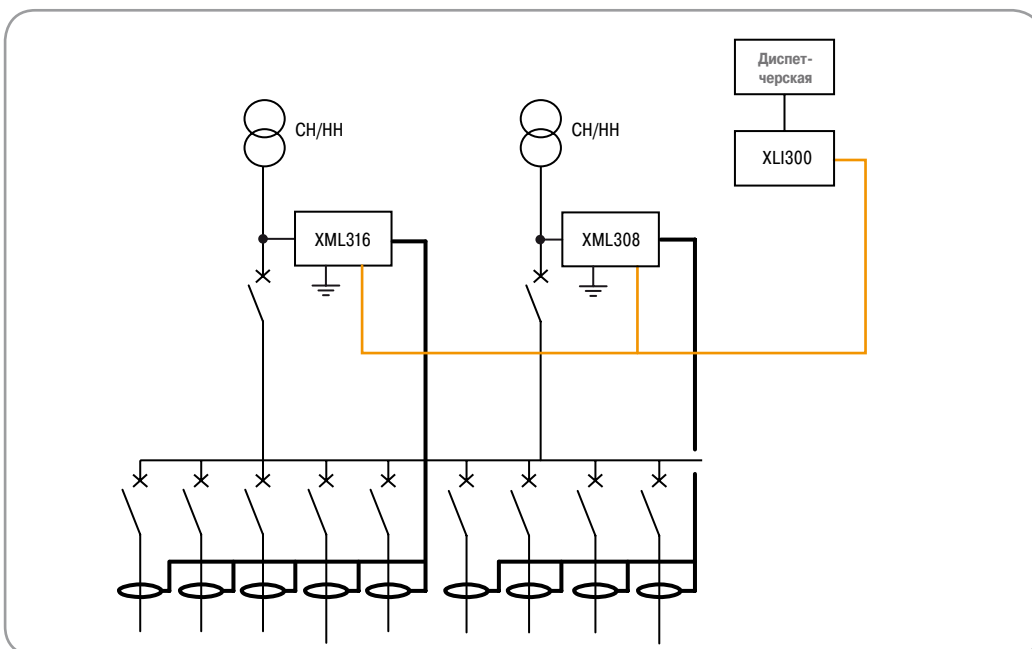 Диспет-
черская
СН/НН
СН/НН
XLI300
XML316
XML308